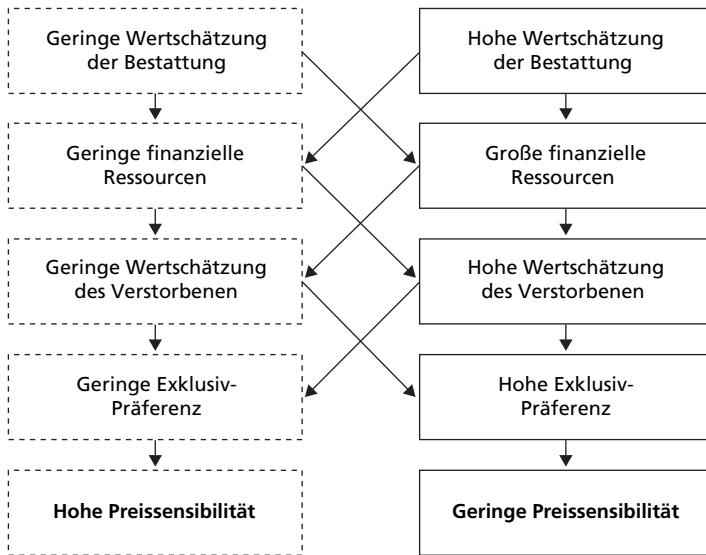 Geringe Wertschätzung
der Bestattung
Hohe Wertschätzung
der Bestattung
Geringe finanzielle
Ressourcen
Große finanzielle
Ressourcen
Geringe Wertschätzung
des Verstorbenen
Hohe Wertschätzung
des Verstorbenen
Geringe Exklusiv-
Präferenz
Hohe Exklusiv-
Präferenz
Hohe Preissensibilität
Geringe Preissensibilität